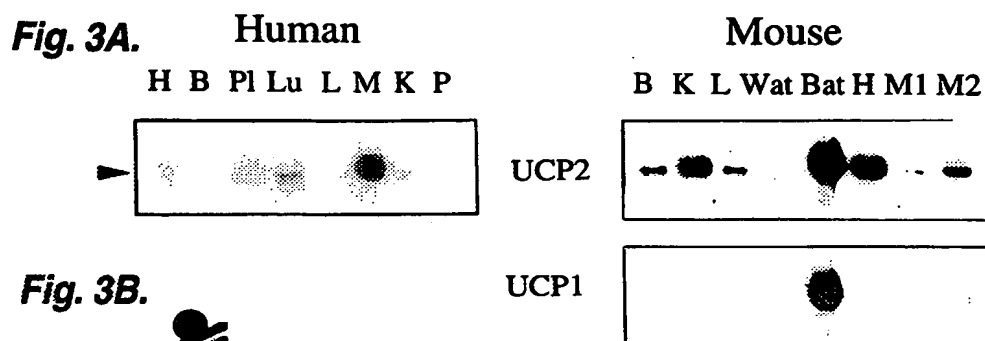 Fig. 3A.
Human
Mouse
H B Pl Lu L M K P
B K L Wat Bat H M1 M2
UCP2
UCP1
Fig. 3B.